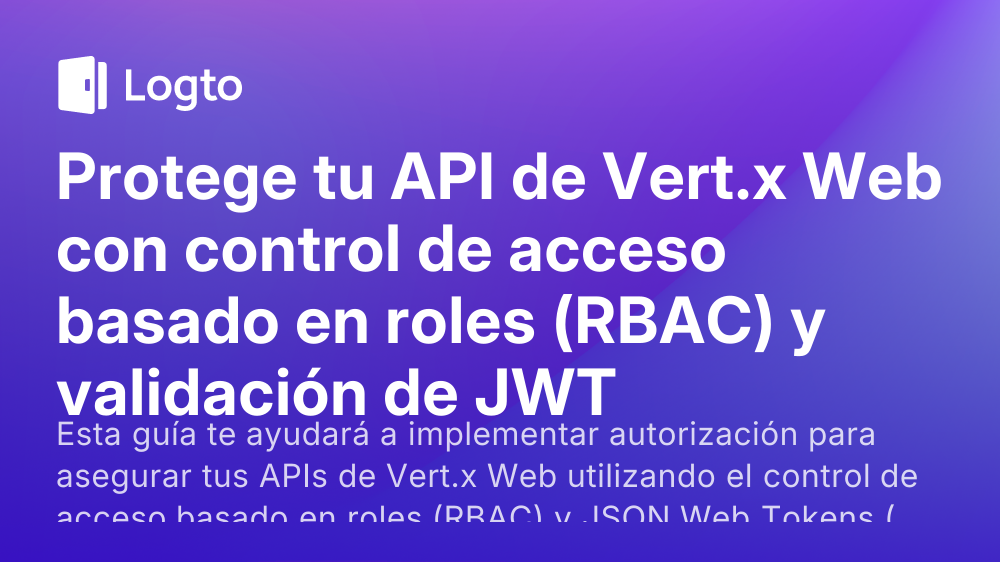 Logto
Protege tu API de Vert.x Web
con control de acceso
basado en roles (RBAC) y
validación de JWT
Esta guía te ayudará a implementar autorización para
asegurar tus APIs de Vert.x Web utilizando el control de
acceso basado en roles (RBAC) y JSON Web Tokens (